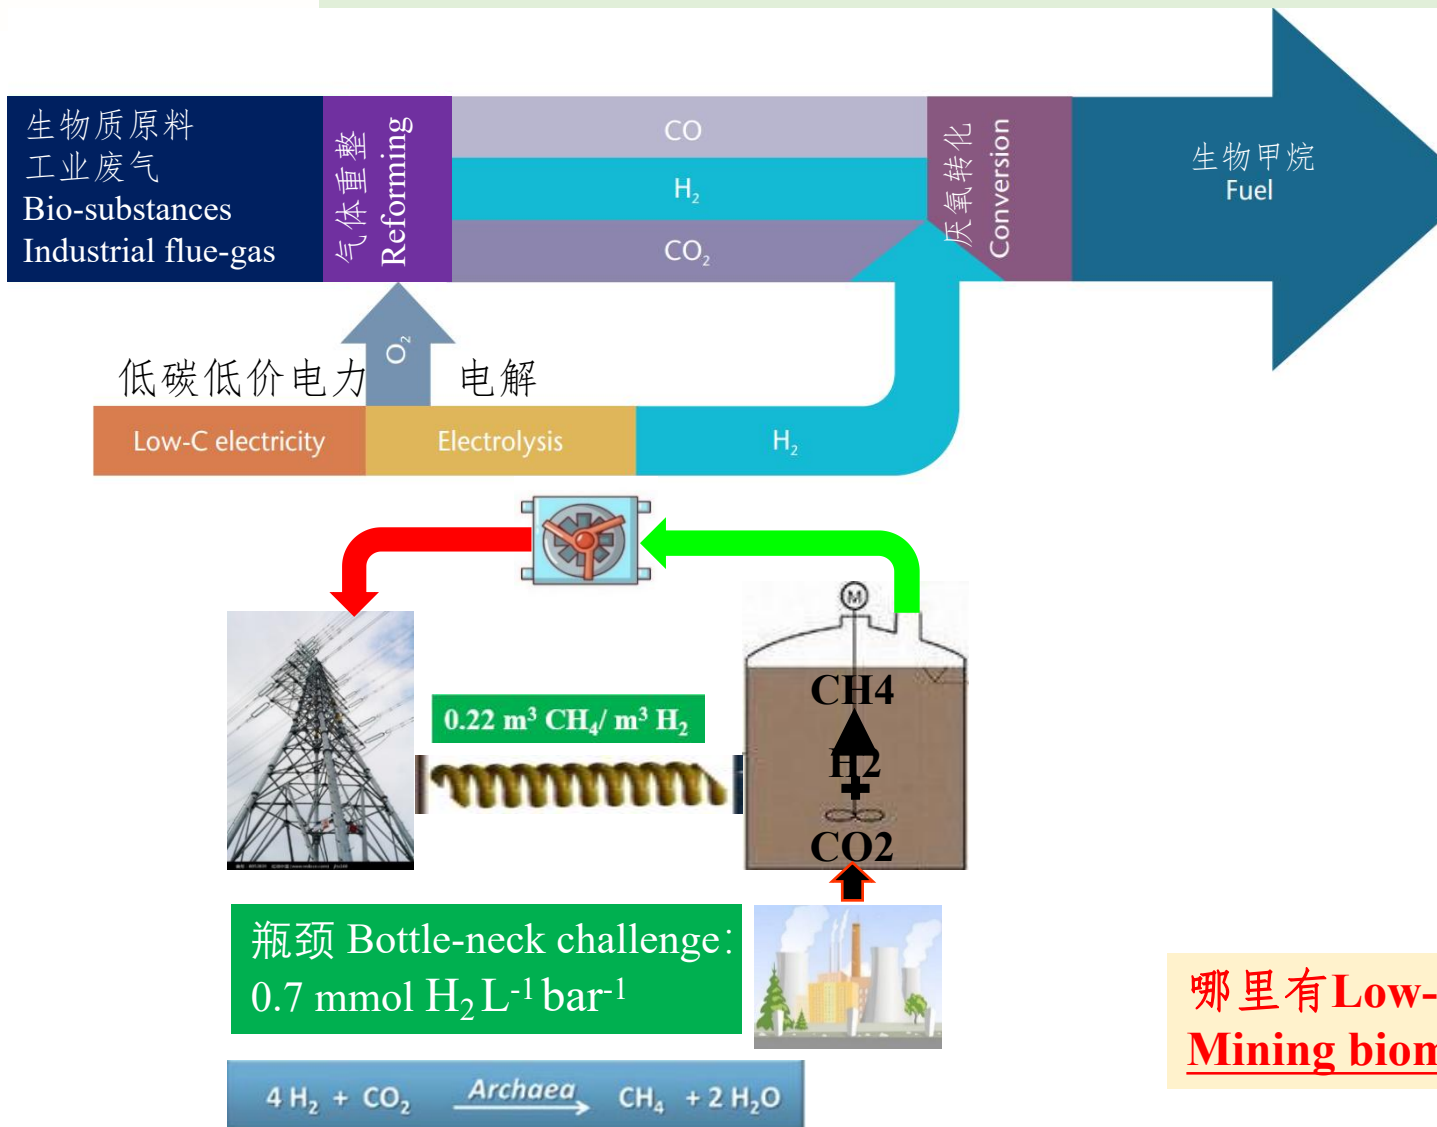 生物质原料
工业废气
Bio-substances
Industrial flue-gas
气体重整
Reforming
CO
H₂
CO₂
厌氧转化
Conversion
生物甲烷
Fuel
O₂
低碳低价电力
电解
Low-C electricity
Electrolysis
H₂
M
0.22 m³ CH₄/ m³ H₂
CH4
H2
+
CO2
瓶颈 Bottle-neck challenge:
0.7 mmol H₂ L⁻¹ bar⁻¹
哪里有Low-
Mining biom
4 H₂ + CO₂ Archaea CH₄ + 2 H₂O